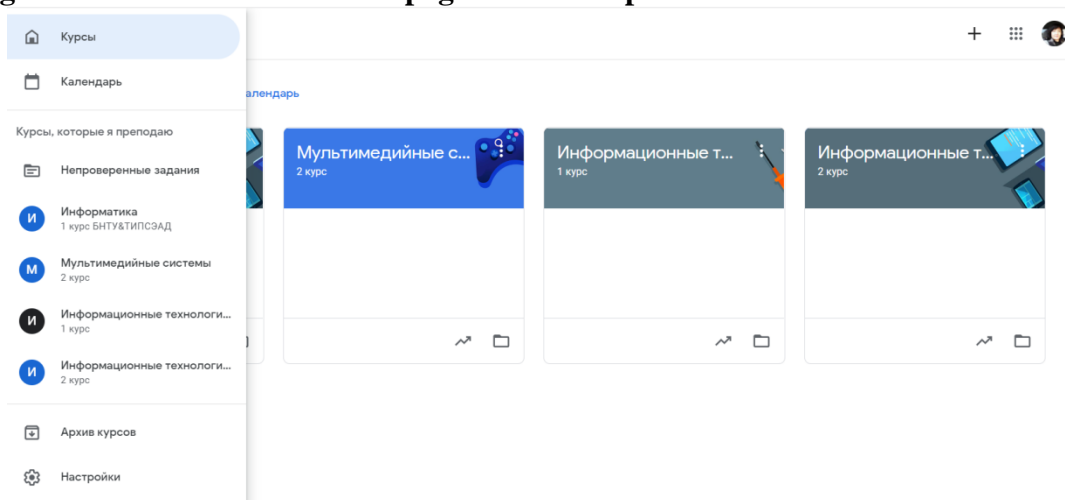 Курсы
Календарь
Курсы, которые я преподаю
Непроверенные задания
И
Информатика
1 курс БНТУ&ТИПСЭАД
М
Мультимедийные системы
2 курс
И
Информационные технологи...
1 курс
И
Информационные технологи...
2 курс
Архив курсов
Настройки
алендарь
Мультимедийные с...
2 курс
Информационные т...
1 курс
Информационные т...
2 курс